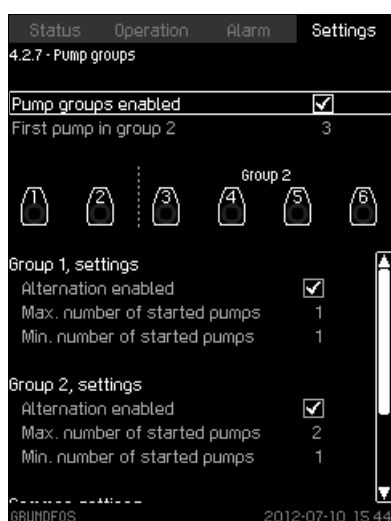 Status Operation Alarm Settings
4.2.7 - Pump groups
Pump groups enabled
First pump in group 2 3
Group 2
1 2 3 4 5 6
Group 1, settings
Alternation enabled
Max. number of started pumps 1
Min. number of started pumps 1
Group 2, settings
Alternation enabled
Max. number of started pumps 2
Min. number of started pumps 1
GRUNDFOS 2012-07-10 15:44